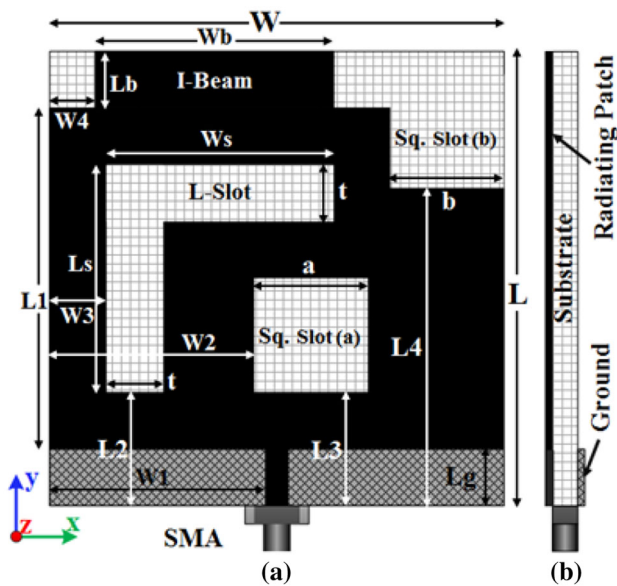 W
Wb
Lb
I-Beam
W4
Sq. Slot (b)
Ws
L-Slot
t
b
Ls
L1
a
W3
W2
Sq. Slot (a)
L4
L
t
L2
L3
W1
Lg
y
z
x
SMA
(a)
Radiating Patch
Substrate
Ground
(b)